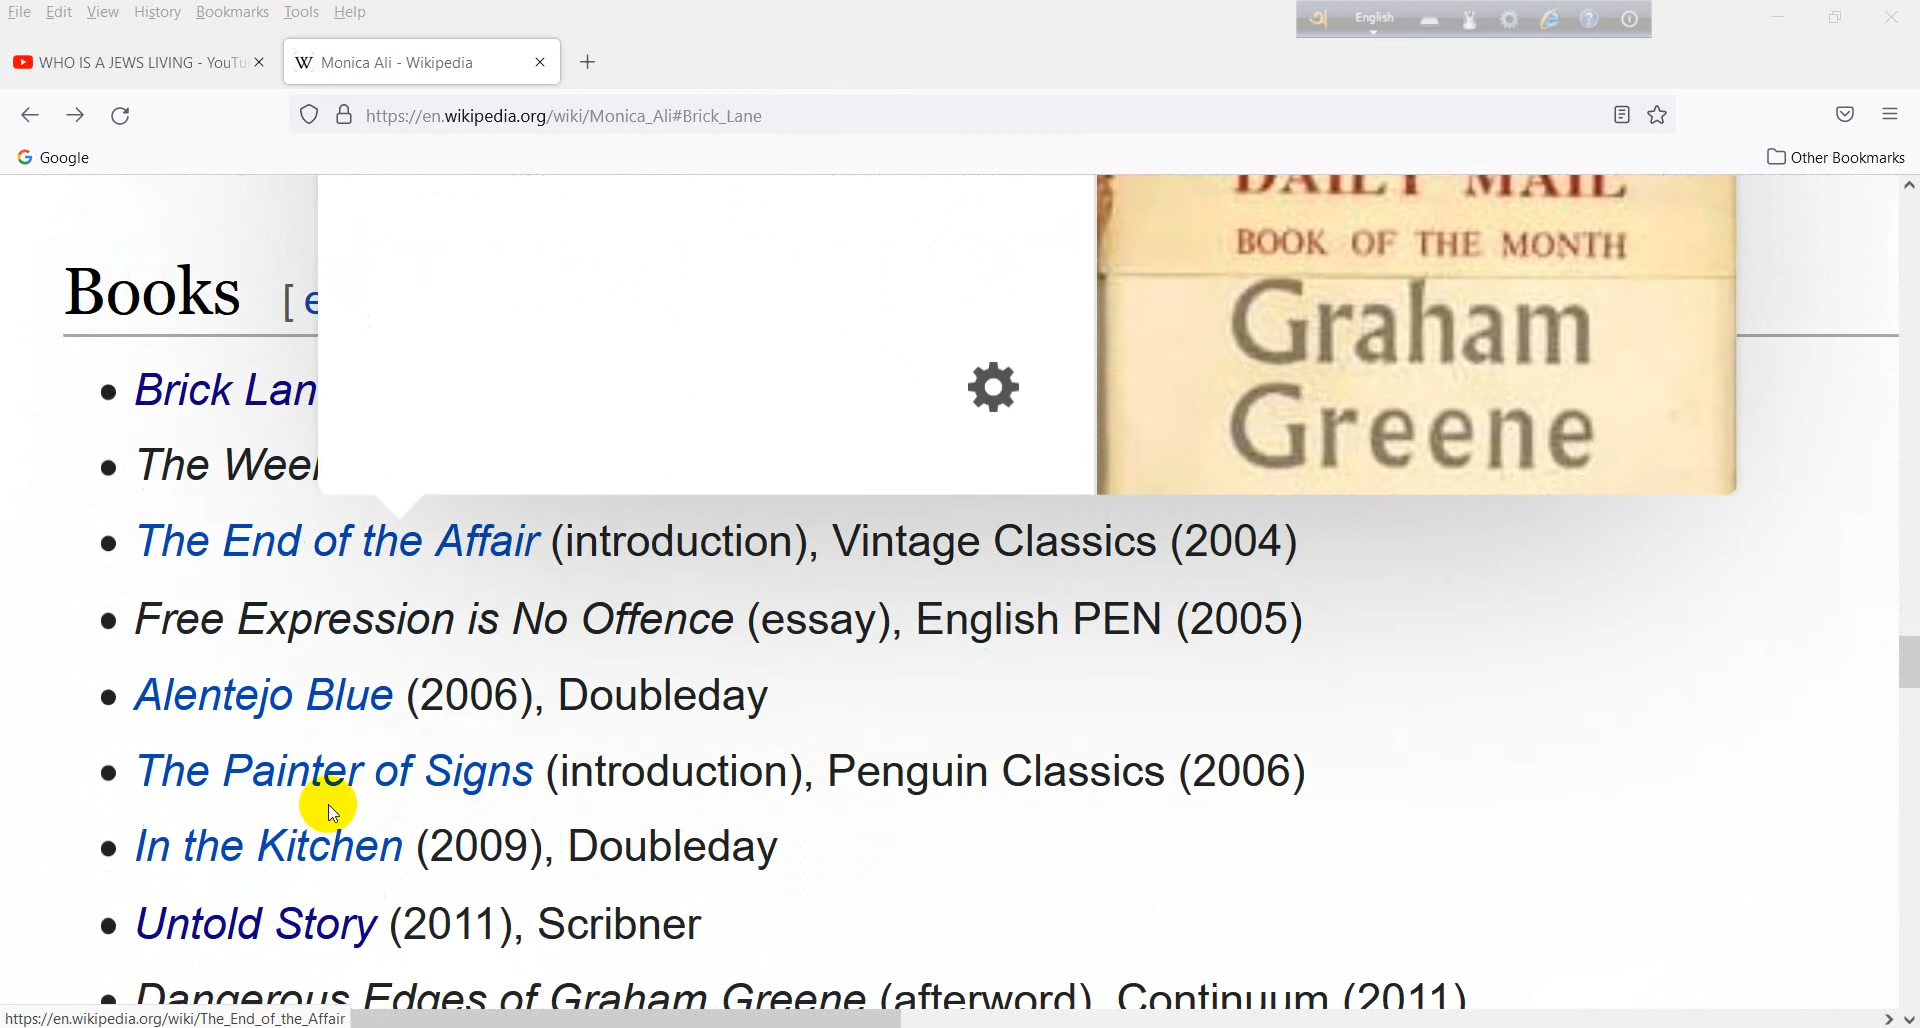 File Edit View History Bookmarks Tools Help
English
WHO IS A JEWS LIVING - YouTu
Monica Ali - Wikipedia
https://en.wikipedia.org/wiki/Monica_Ali#Brick_Lane
Google
Other Bookmarks
DAILY MAIL
BOOK OF THE MONTH
Graham
Greene
Books [ e
Brick Lan
The Wee
The End of the Affair (introduction), Vintage Classics (2004)
Free Expression is No Offence (essay), English PEN (2005)
Alentejo Blue (2006), Doubleday
The Painter of Signs (introduction), Penguin Classics (2006)
In the Kitchen (2009), Doubleday
Untold Story (2011), Scribner
Dangerous Edges of Graham Greene (afterword), Continuum (2011)
https://en.wikipedia.org/wiki/The_End_of_the_Affair